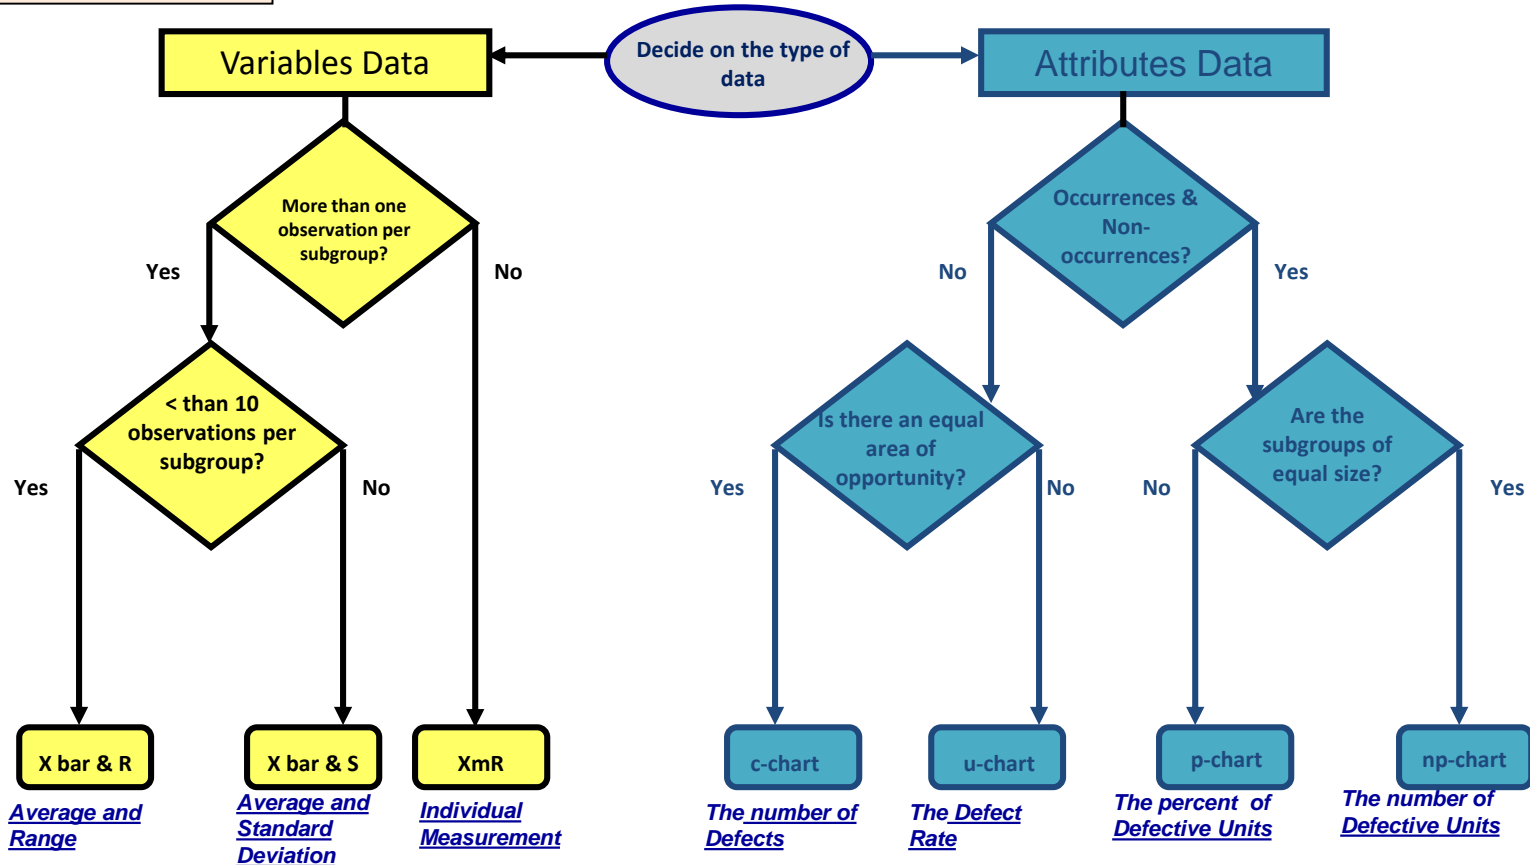 Decide on the type of
data
Variables Data
Attributes Data
More than one
observation per
subgroup?
Yes
No
Occurrences &
Non-
occurrences?
No
Yes
< than 10
observations per
subgroup?
Yes
No
Is there an equal
area of
opportunity?
Yes
No
Are the
subgroups of
equal size?
No
Yes
X bar & R
X bar & S
XmR
c-chart
u-chart
p-chart
np-chart
Average and
Range
Average and
Standard
Deviation
Individual
Measurement
The number of
Defects
The Defect
Rate
The percent of
Defective Units
The number of
Defective Units